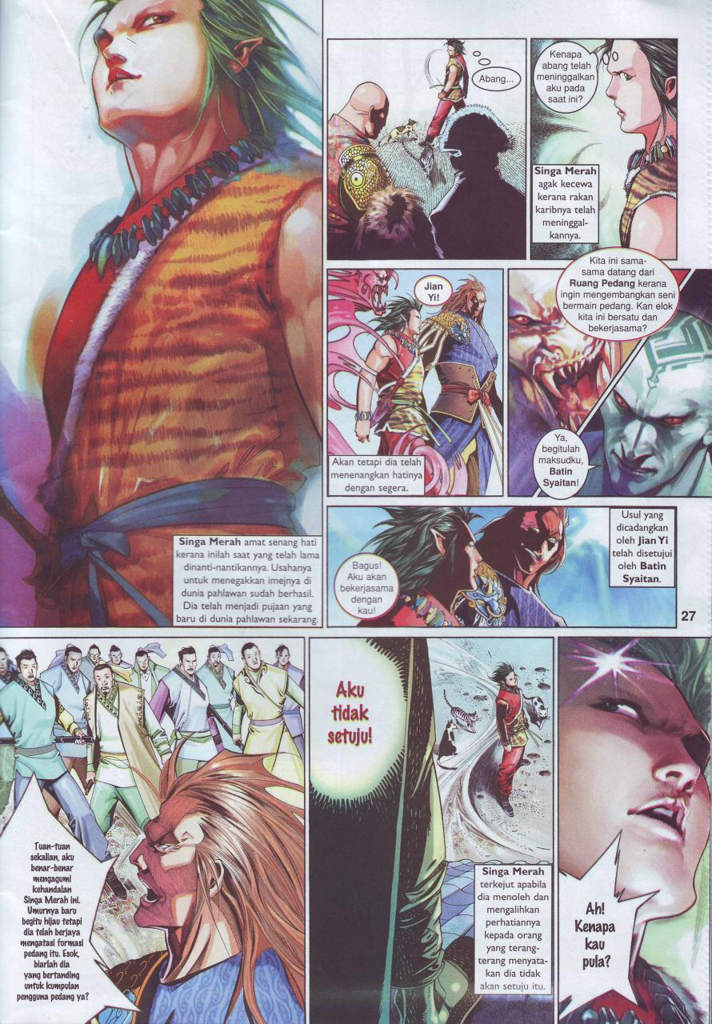 Abang...
Kenapa
abang telah
meninggalkan
aku pada
saat ini?
Singa Merah
agak kecewa
kerana rakan
karibnya telah
meninggal-
kannya.
Jian
Yi!
Akan tetapi dia telah
menenangkan hatinya
dengan segera.
Kita ini sama-
sama datang dari
Ruang Pedang kerana
ingin mengembangkan seni
bermain pedang. Kan elok
kita ini bersatu dan
bekerjasama?
Ya,
begitulah
maksudku,
Batin
Syaitan!
Bagus!
Aku akan
bekerjasama
dengan
kau!
Usul yang
dicadangkan
oleh Jian Yi
telah disetujui
oleh Batin
Syaitan.
Singa Merah amat senang hati
kerana inilah saat yang telah lama
dinanti-nantikannya. Usahanya
untuk menegakkan imejnya di
dunia pahlawan sudah berhasil.
Dia telah menjadi pujaan yang
baru di dunia pahlawan sekarang.
27
Tuan-tuan
sekalian, aku
benar-benar
mengagumi
kehandalan
Singa Merah ini.
Umurnya baru
begitu hijau tetapi
dia telah berjaya
mengatasi formasi
pedang itu. Esok,
biarlah dia
yang bertanding
untuk kumpulan
pengguna pedang ya?
Aku
tidak
setuju!
Singa Merah
terkejut apabila
dia menoleh dan
mengalihkan
perhatiannya
kepada orang
yang terang-
terang menyata-
kan dia tidak
akan setuju itu.
Ah!
Kenapa
kau
pula?